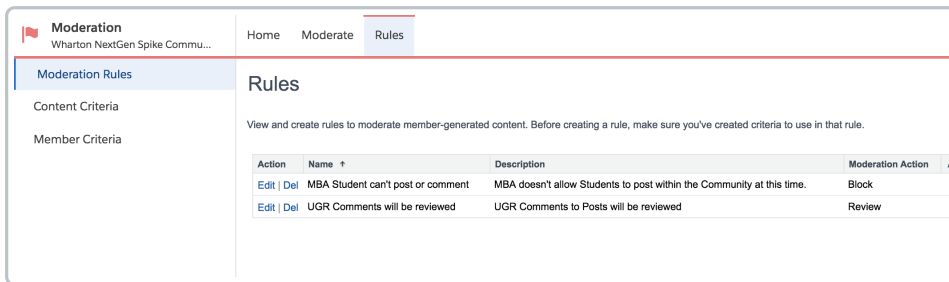 Moderation
Wharton NextGen Spike Commu...
Home Moderate Rules
Moderation Rules
Content Criteria
Member Criteria
Rules
View and create rules to moderate member-generated content. Before creating a rule, make sure you've created criteria to use in that rule.
Action Name ↑ Description Moderation Action
Edit | Del MBA Student can't post or comment MBA doesn't allow Students to post within the Community at this time. Block
Edit | Del UGR Comments will be reviewed UGR Comments to Posts will be reviewed Review